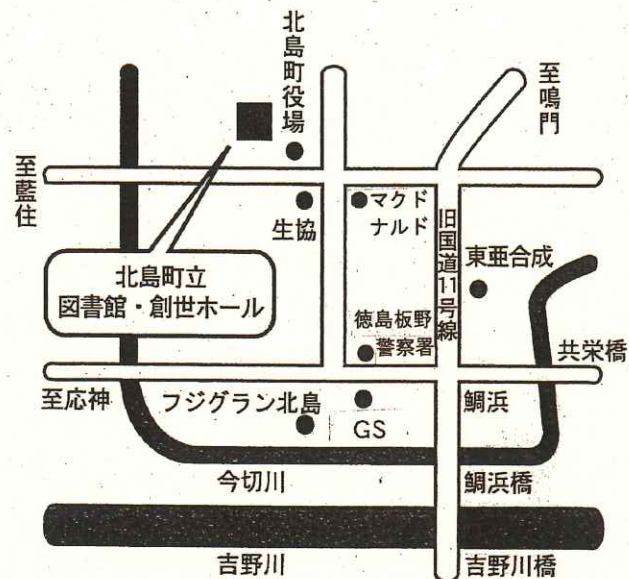 北島町役場
至鳴門
至藍住
生協
マクド
ナルド
旧国道11号線
東亜合成
北島町立
図書館・創世ホール
徳島板野
警察署
共栄橋
至応神
フジグラン北島
GS
鯛浜
今切川
鯛浜橋
吉野川
吉野川橋